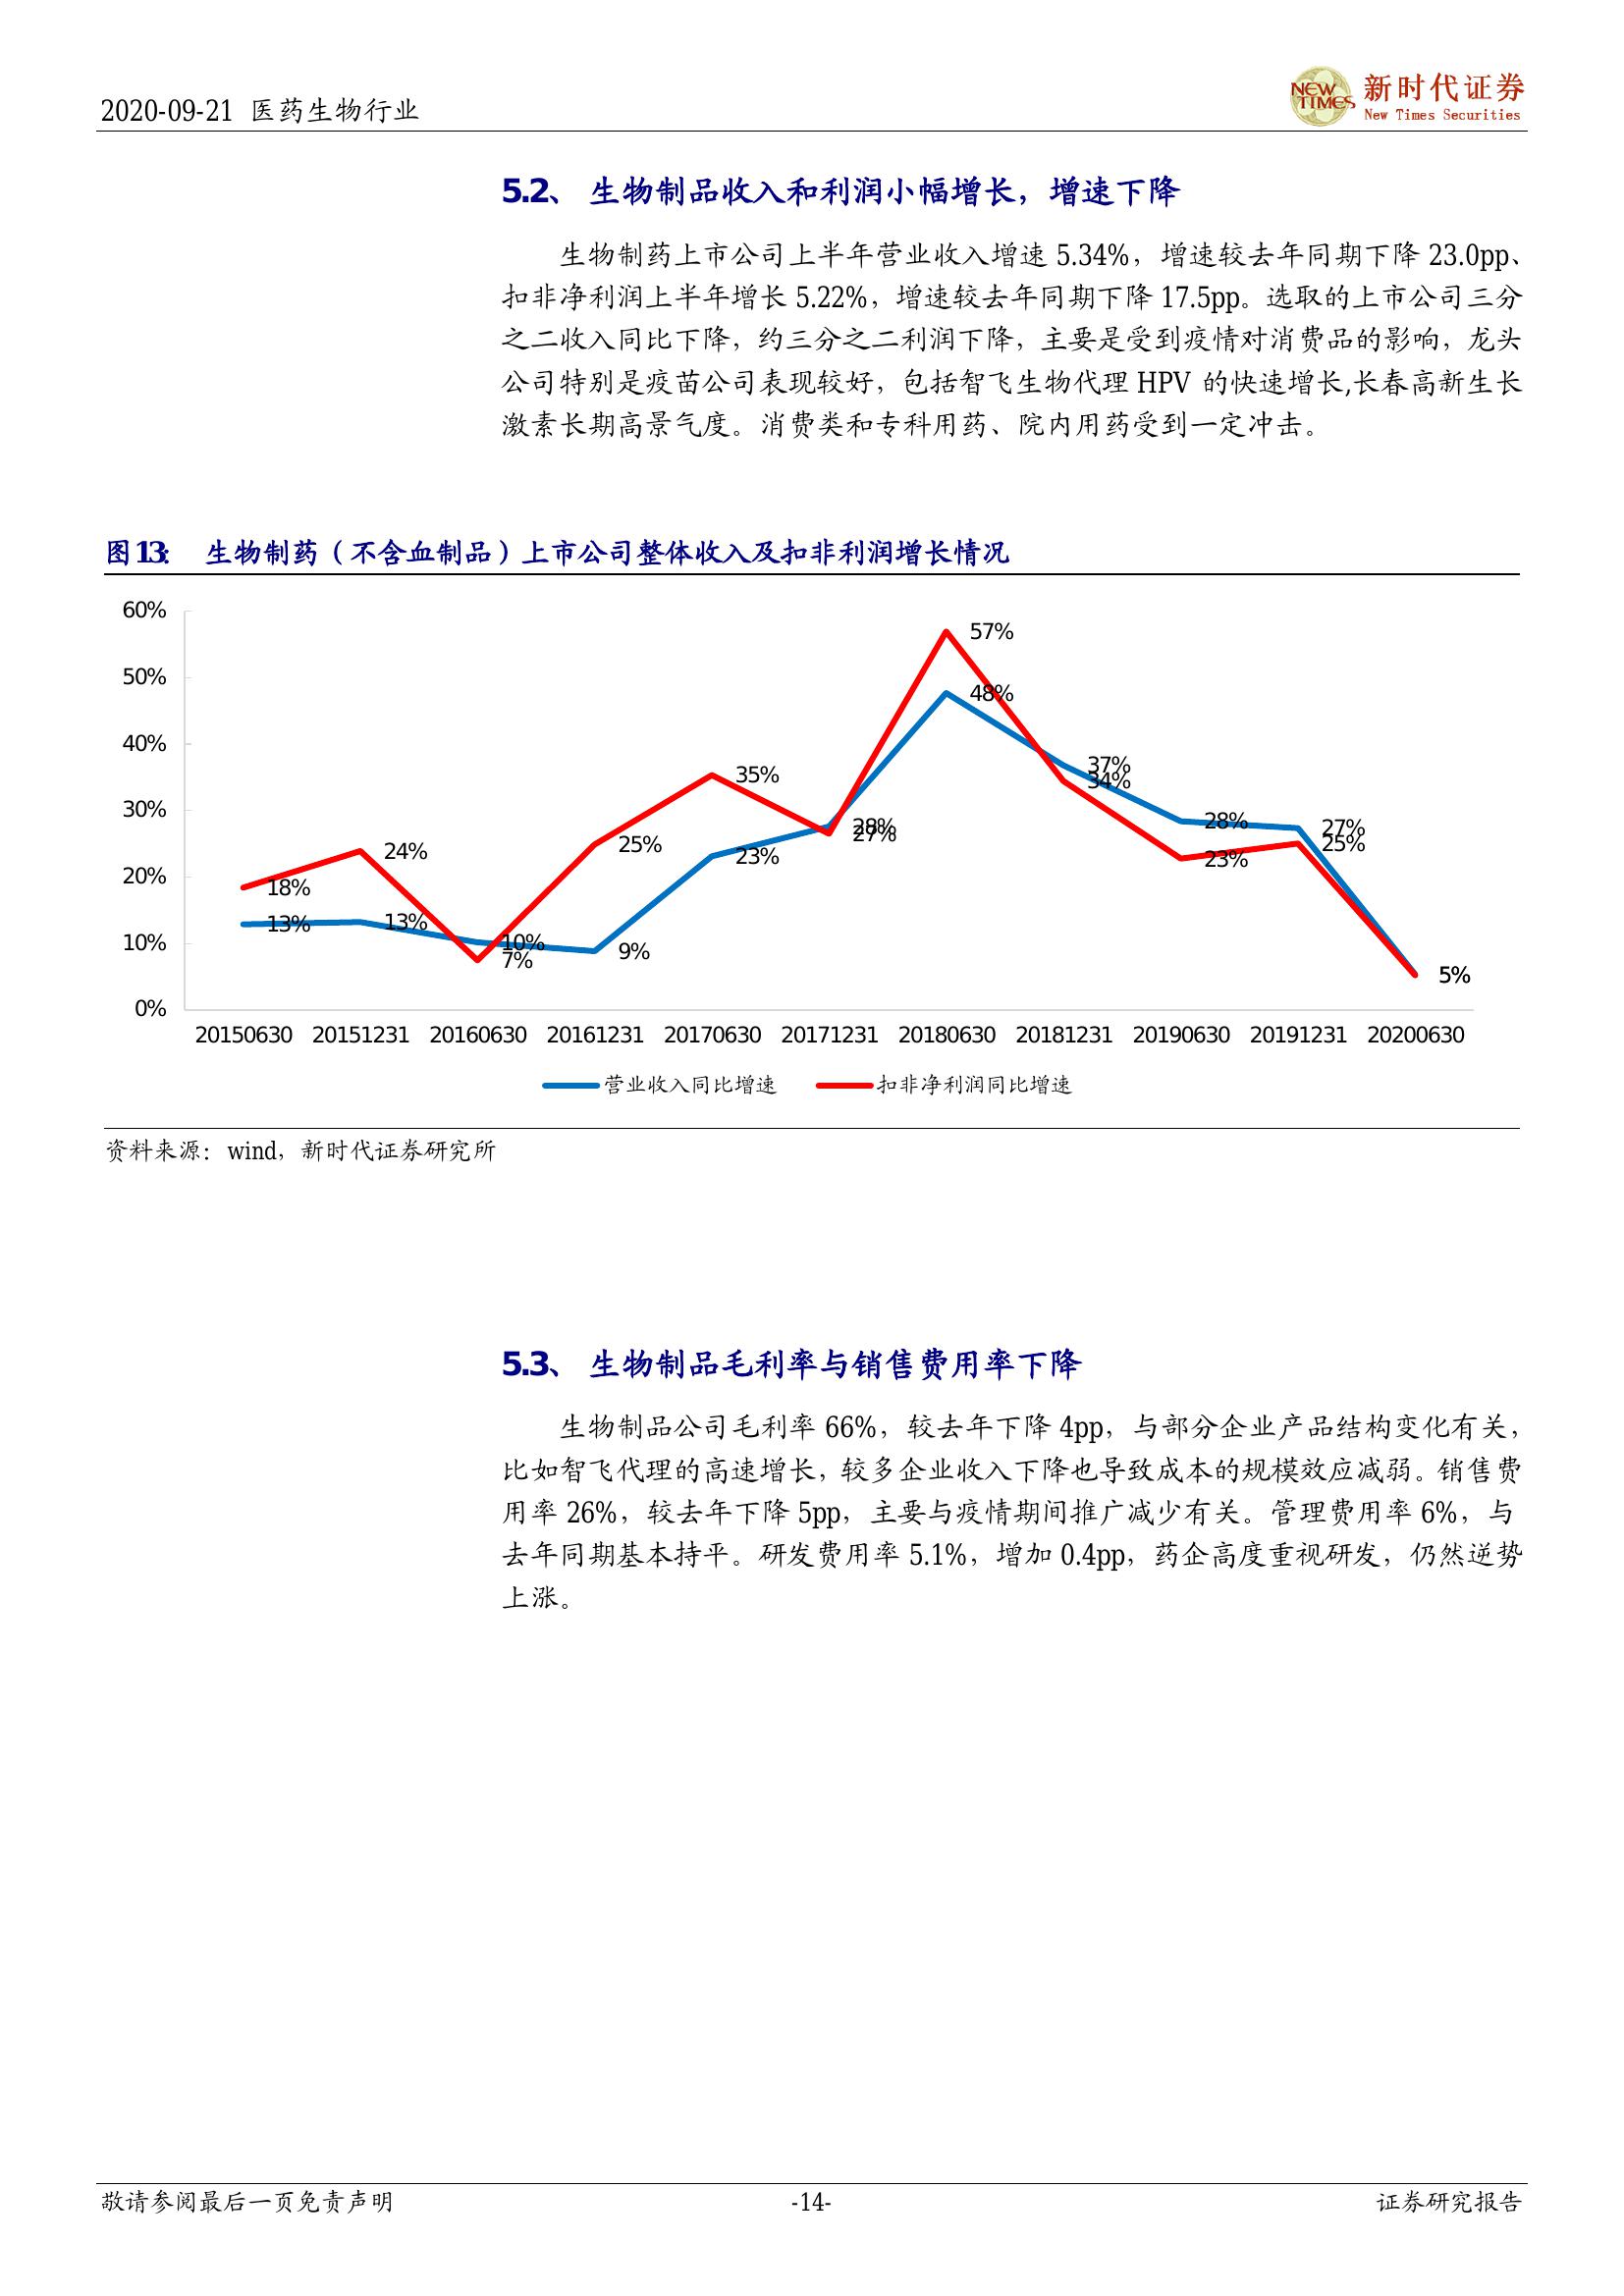 2020-09-21 医药生物行业
NEW TIMES 新时代证券
New Times Securities
5.2、 生物制品收入和利润小幅增长，增速下降
生物制药上市公司上半年营业收入增速 5.34%，增速较去年同期下降 23.0pp、
扣非净利润上半年增长 5.22%，增速较去年同期下降 17.5pp。选取的上市公司三分
之二收入同比下降，约三分之二利润下降，主要是受到疫情对消费品的影响，龙头
公司特别是疫苗公司表现较好，包括智飞生物代理 HPV 的快速增长,长春高新生长
激素长期高景气度。消费类和专科用药、院内用药受到一定冲击。
图 13： 生物制药（不含血制品）上市公司整体收入及扣非利润增长情况
60%
50%
40%
30%
20%
10%
0%
18%
24%
7%
25%
35%
27%
57%
34%
23%
25%
5%
13%
13%
10%
9%
23%
28%
48%
37%
28%
27%
20150630 20151231 20160630 20161231 20170630 20171231 20180630 20181231 20190630 20191231 20200630
营业收入同比增速 扣非净利润同比增速
资料来源：wind，新时代证券研究所
5.3、 生物制品毛利率与销售费用率下降
生物制品公司毛利率 66%，较去年下降 4pp，与部分企业产品结构变化有关，
比如智飞代理的高速增长，较多企业收入下降也导致成本的规模效应减弱。销售费
用率 26%，较去年下降 5pp，主要与疫情期间推广减少有关。管理费用率 6%，与
去年同期基本持平。研发费用率 5.1%，增加 0.4pp，药企高度重视研发，仍然逆势
上涨。
敬请参阅最后一页免责声明 -14- 证券研究报告